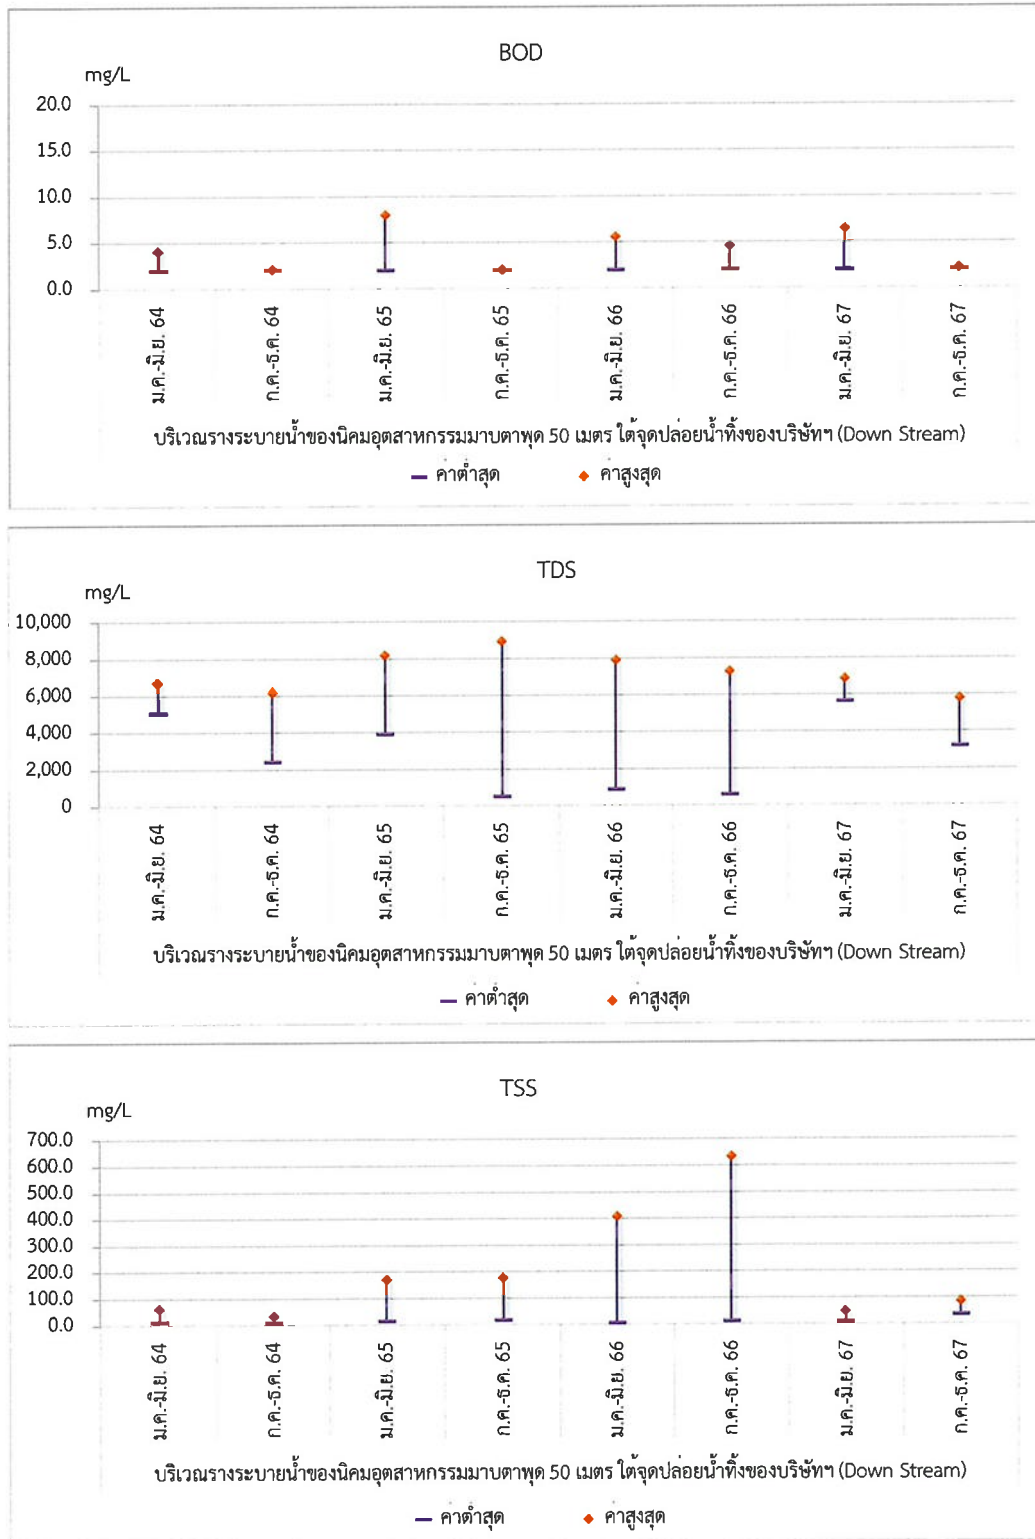 BOD
mg/L
20.0
15.0
10.0
5.0
0.0
ม.ค.-มิ.ย. 64
ก.ค.-ธ.ค. 64
ม.ค.-มิ.ย. 65
ก.ค.-ธ.ค. 65
ม.ค.-มิ.ย. 66
ก.ค.-ธ.ค. 66
ม.ค.-มิ.ย. 67
ก.ค.-ธ.ค. 67
บริเวณรางระบายน้ำของนิคมอุตสาหกรรมมาบตาพุด 50 เมตร ใต้จุดปล่อยน้ำทิ้งของบริษัทฯ (Down Stream)
ค่าต่ำสุด ค่าสูงสุด
TDS
mg/L
10,000
8,000
6,000
4,000
2,000
0
ม.ค.-มิ.ย. 64
ก.ค.-ธ.ค. 64
ม.ค.-มิ.ย. 65
ก.ค.-ธ.ค. 65
ม.ค.-มิ.ย. 66
ก.ค.-ธ.ค. 66
ม.ค.-มิ.ย. 67
ก.ค.-ธ.ค. 67
บริเวณรางระบายน้ำของนิคมอุตสาหกรรมมาบตาพุด 50 เมตร ใต้จุดปล่อยน้ำทิ้งของบริษัทฯ (Down Stream)
ค่าต่ำสุด ค่าสูงสุด
TSS
mg/L
700.0
600.0
500.0
400.0
300.0
200.0
100.0
0.0
ม.ค.-มิ.ย. 64
ก.ค.-ธ.ค. 64
ม.ค.-มิ.ย. 65
ก.ค.-ธ.ค. 65
ม.ค.-มิ.ย. 66
ก.ค.-ธ.ค. 66
ม.ค.-มิ.ย. 67
ก.ค.-ธ.ค. 67
บริเวณรางระบายน้ำของนิคมอุตสาหกรรมมาบตาพุด 50 เมตร ใต้จุดปล่อยน้ำทิ้งของบริษัทฯ (Down Stream)
ค่าต่ำสุด ค่าสูงสุด